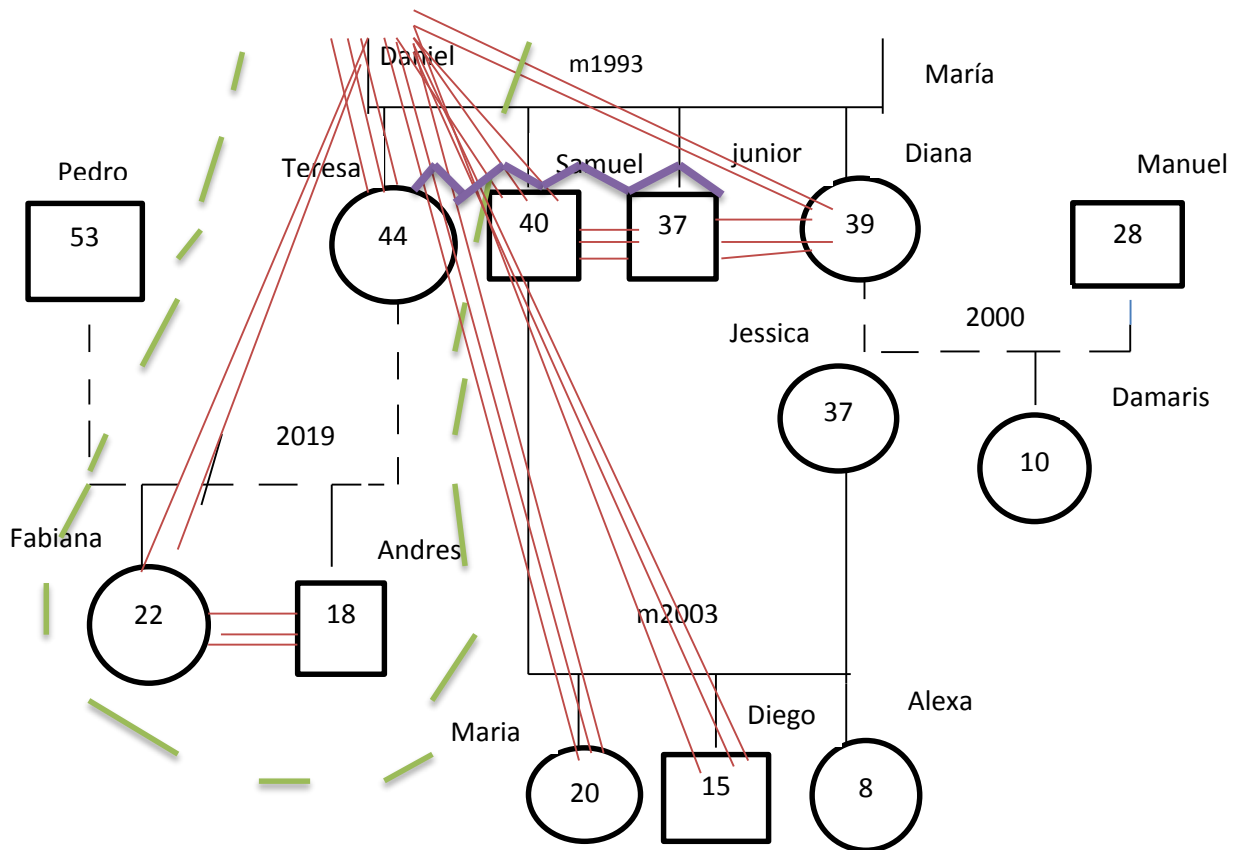 Daniel
m1993
María
Pedro
Teresa
Samuel
junior
Diana
Manuel
53
44
40
37
39
28
2000
Jessica
37
Damaris
10
2019
Fabiana
Andres
22
18
m2003
Maria
Diego
Alexa
20
15
8